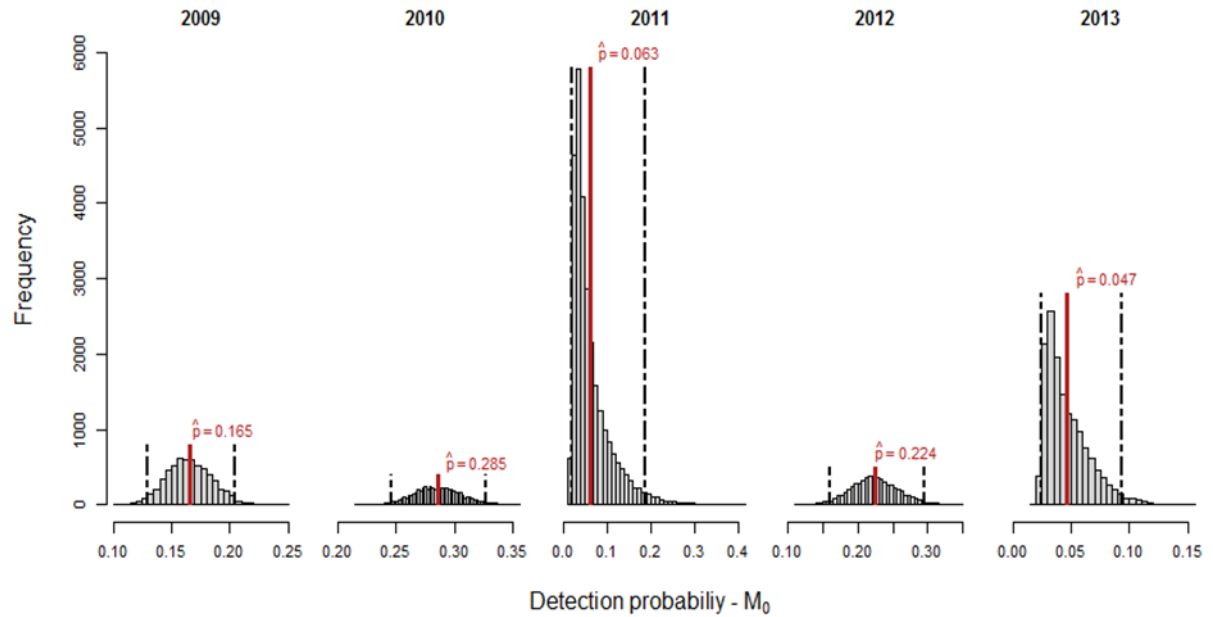 2009 2010 2011 2012 2013
Frequency
0 1000 2000 3000 4000 5000 6000
p̂ = 0.165
p̂ = 0.285
p̂ = 0.063
p̂ = 0.224
p̂ = 0.047
0.10 0.15 0.20 0.25
0.20 0.25 0.30 0.35
0.0 0.1 0.2 0.3 0.4
0.10 0.20 0.30
0.00 0.05 0.10 0.15
Detection probabiliy - M₀